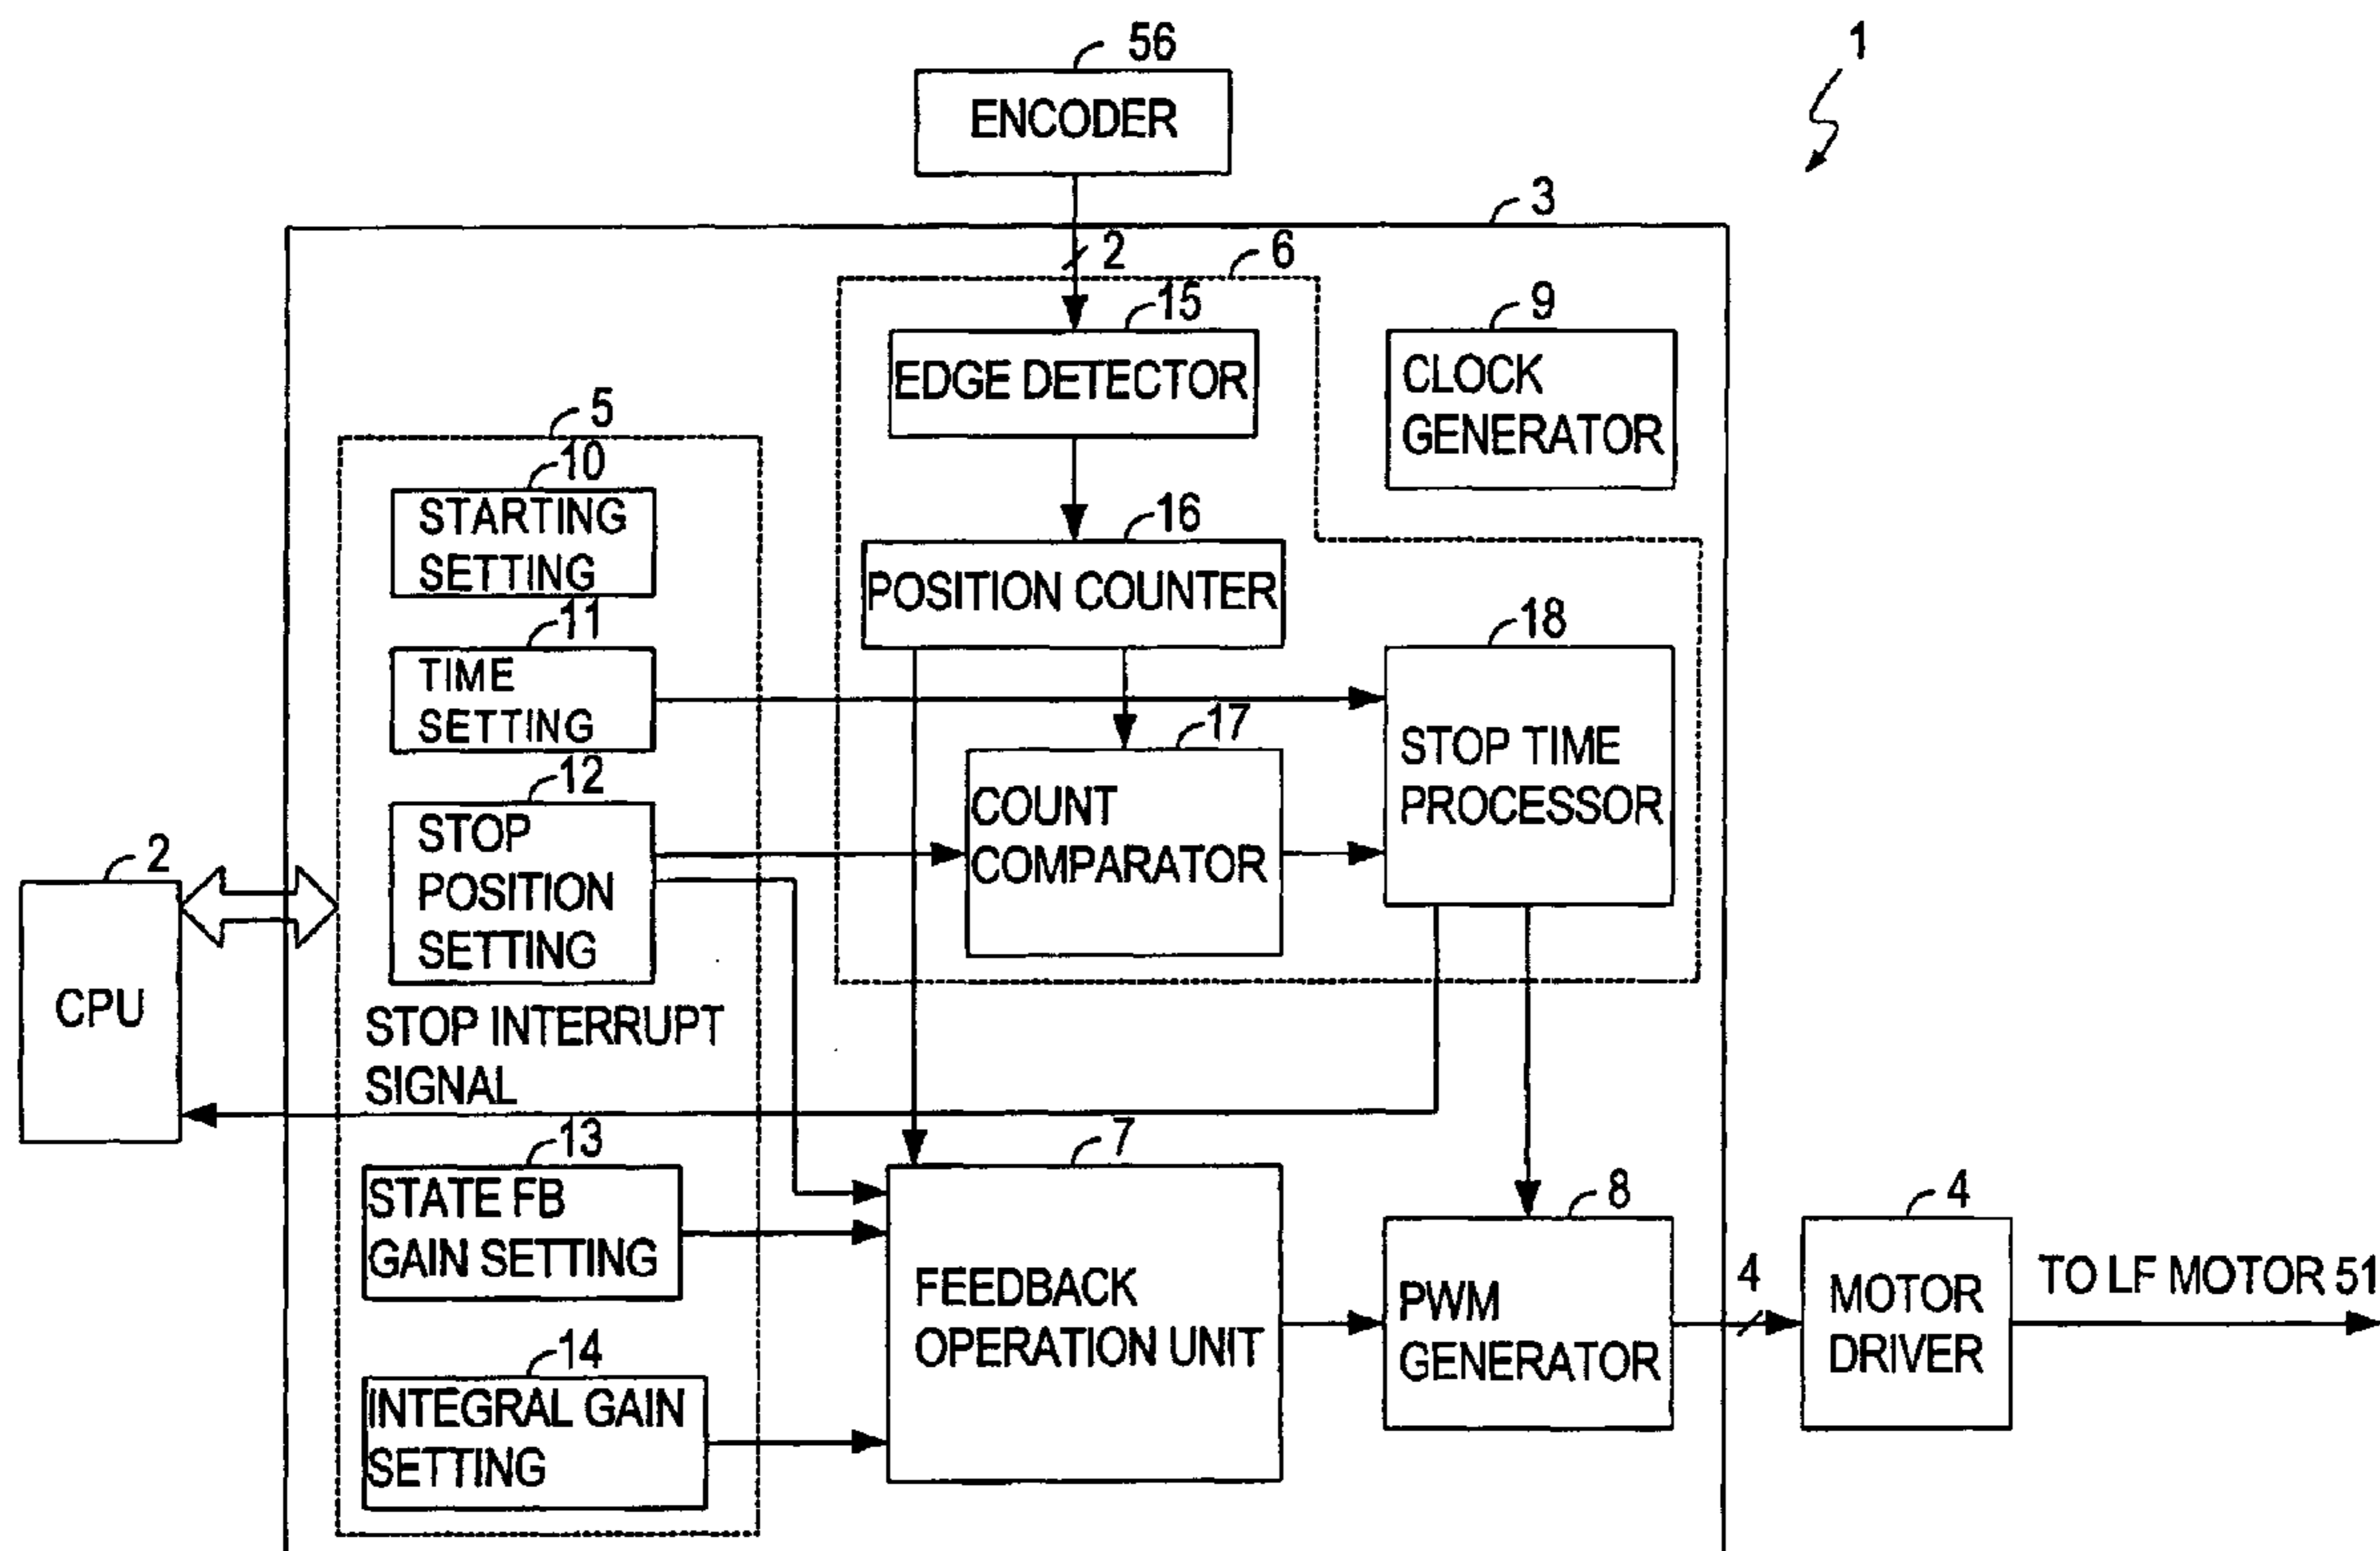 56
1
ENCODER
3
2
6
15
9
EDGE DETECTOR
CLOCK
GENERATOR
5
10
STARTING
SETTING
16
POSITION COUNTER
11
TIME
SETTING
18
STOP TIME
PROCESSOR
17
COUNT
COMPARATOR
12
STOP
POSITION
SETTING
2
CPU
STOP INTERRUPT
SIGNAL
13
STATE FB
GAIN SETTING
7
FEEDBACK
OPERATION UNIT
8
PWM
GENERATOR
4
4
MOTOR
DRIVER
TO LF MOTOR 51
14
INTEGRAL GAIN
SETTING